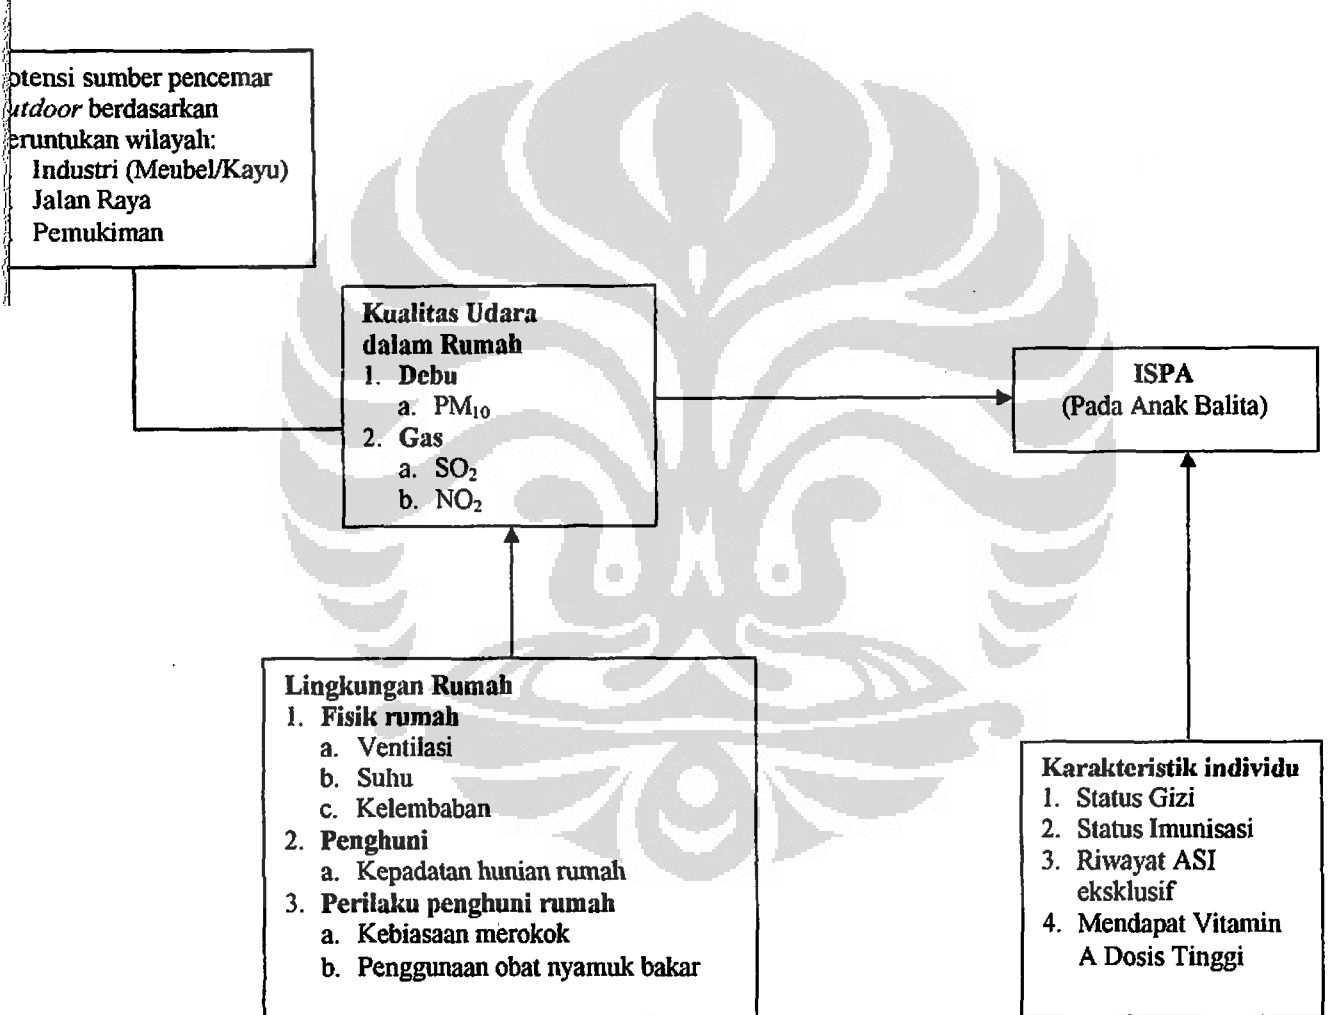 otensi sumber pencemar
utdoor berdasarkan
eruntukan wilayah:
Industri (Meubel/Kayu)
Jalan Raya
Pemukiman
Kualitas Udara
dalam Rumah
1. Debu
a. PM₁₀
2. Gas
a. SO₂
b. NO₂
ISPA
(Pada Anak Balita)
Lingkungan Rumah
1. Fisik rumah
a. Ventilasi
b. Suhu
c. Kelembaban
2. Penghuni
a. Kepadatan hunian rumah
3. Perilaku penghuni rumah
a. Kebiasaan merokok
b. Penggunaan obat nyamuk bakar
Karakteristik individu
1. Status Gizi
2. Status Imunisasi
3. Riwayat ASI
eksklusif
4. Mendapat Vitamin
A Dosis Tinggi